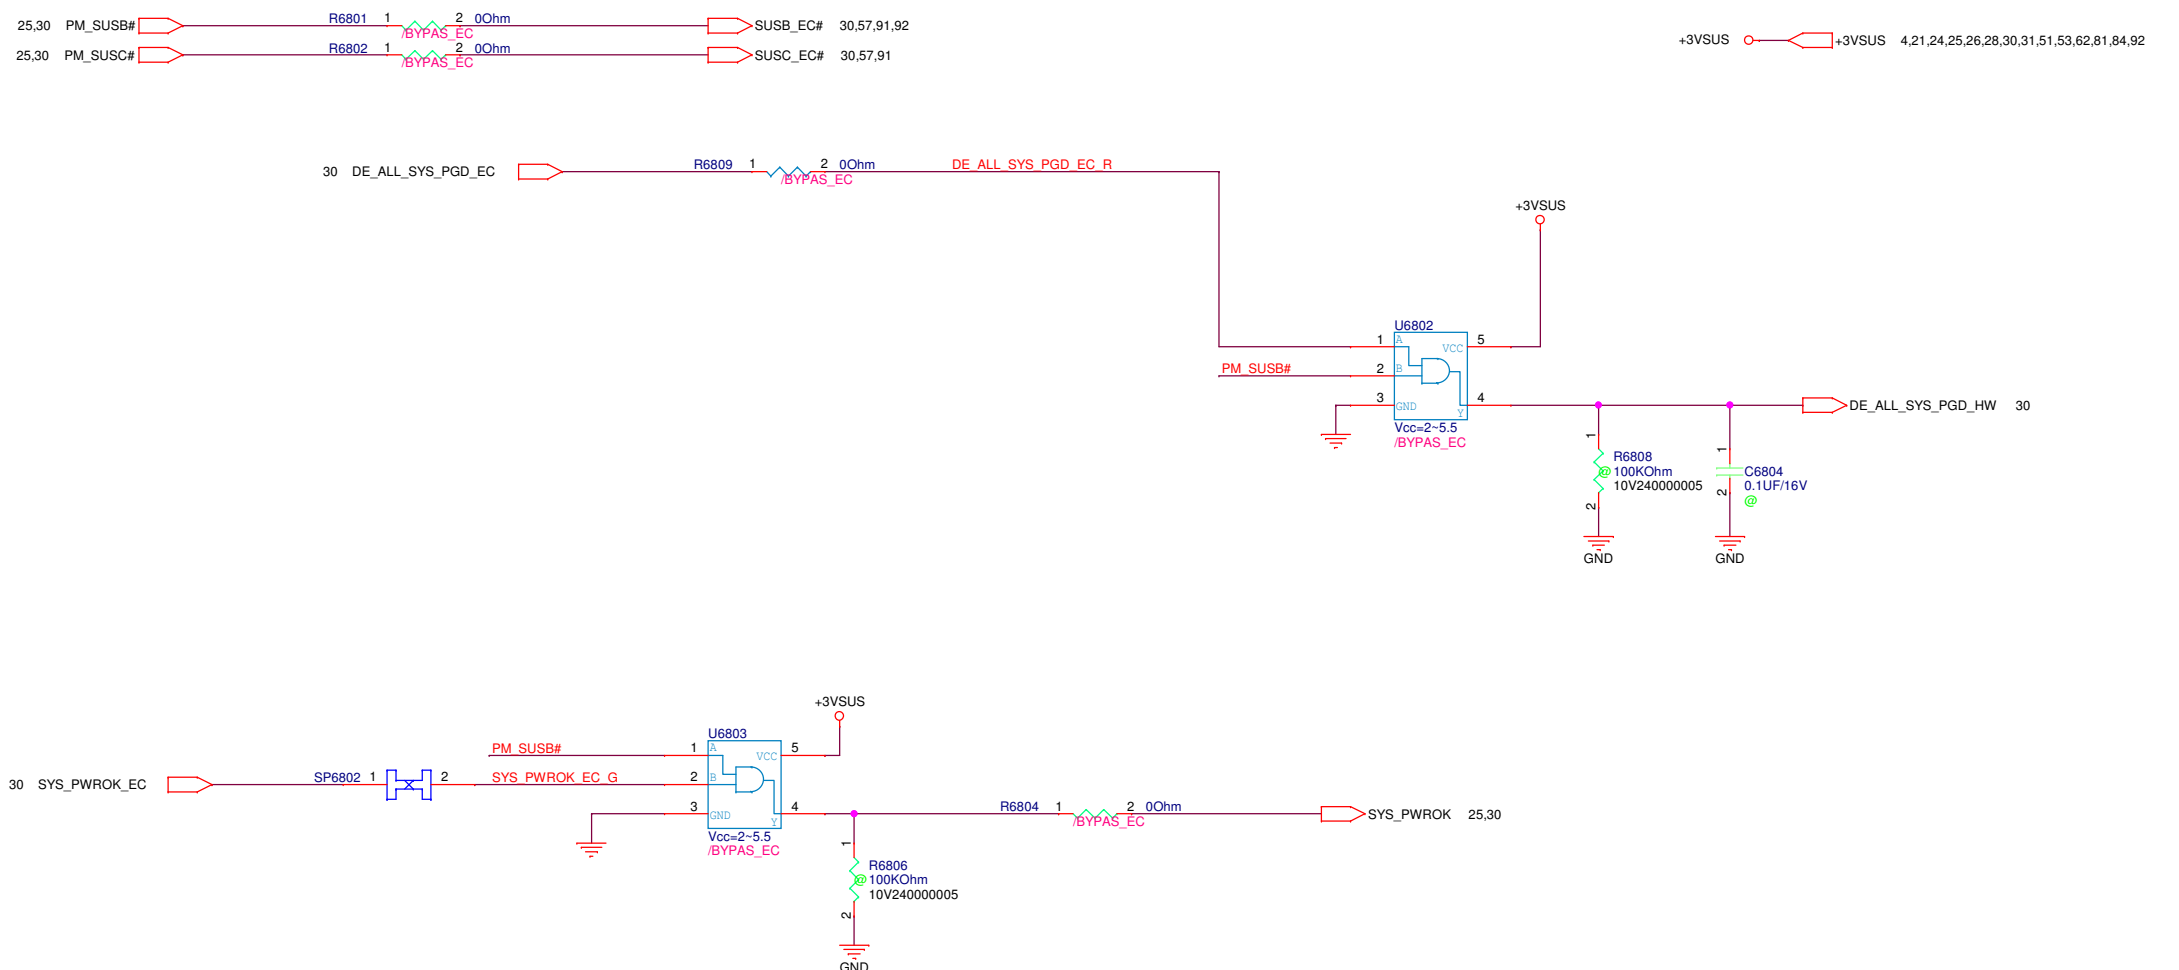 25,30 PM_SUSB# R6801 1 2 0Ohm SUSB_EC# 30,57,91,92
/BYPAS_EC
25,30 PM_SUSC# R6802 1 2 0Ohm SUSC_EC# 30,57,91
/BYPAS_EC
+3VSUS +3VSUS 4,21,24,25,26,28,30,31,51,53,62,81,84,92
30 DE_ALL_SYS_PGD_EC R6809 1 2 0Ohm DE_ALL_SYS_PGD_EC_R
/BYPAS_EC
+3VSUS
U6802
1 A VCC 5
PM_SUSB# 2 B
3 GND Y 4 DE_ALL_SYS_PGD_HW 30
Vcc=2~5.5
/BYPAS_EC
1 R6808
@ 100KOhm
10V240000005
2
GND
1 C6804
0.1UF/16V
2 @
GND
+3VSUS
U6803
PM_SUSB# 1 A VCC 5
30 SYS_PWROK_EC SP6802 1 2 SYS_PWROK_EC_G 2 B
3 GND Y 4 R6804 1 2 0Ohm SYS_PWROK 25,30
/BYPAS_EC
Vcc=2~5.5
/BYPAS_EC
1 R6806
@ 100KOhm
10V240000005
2
GND